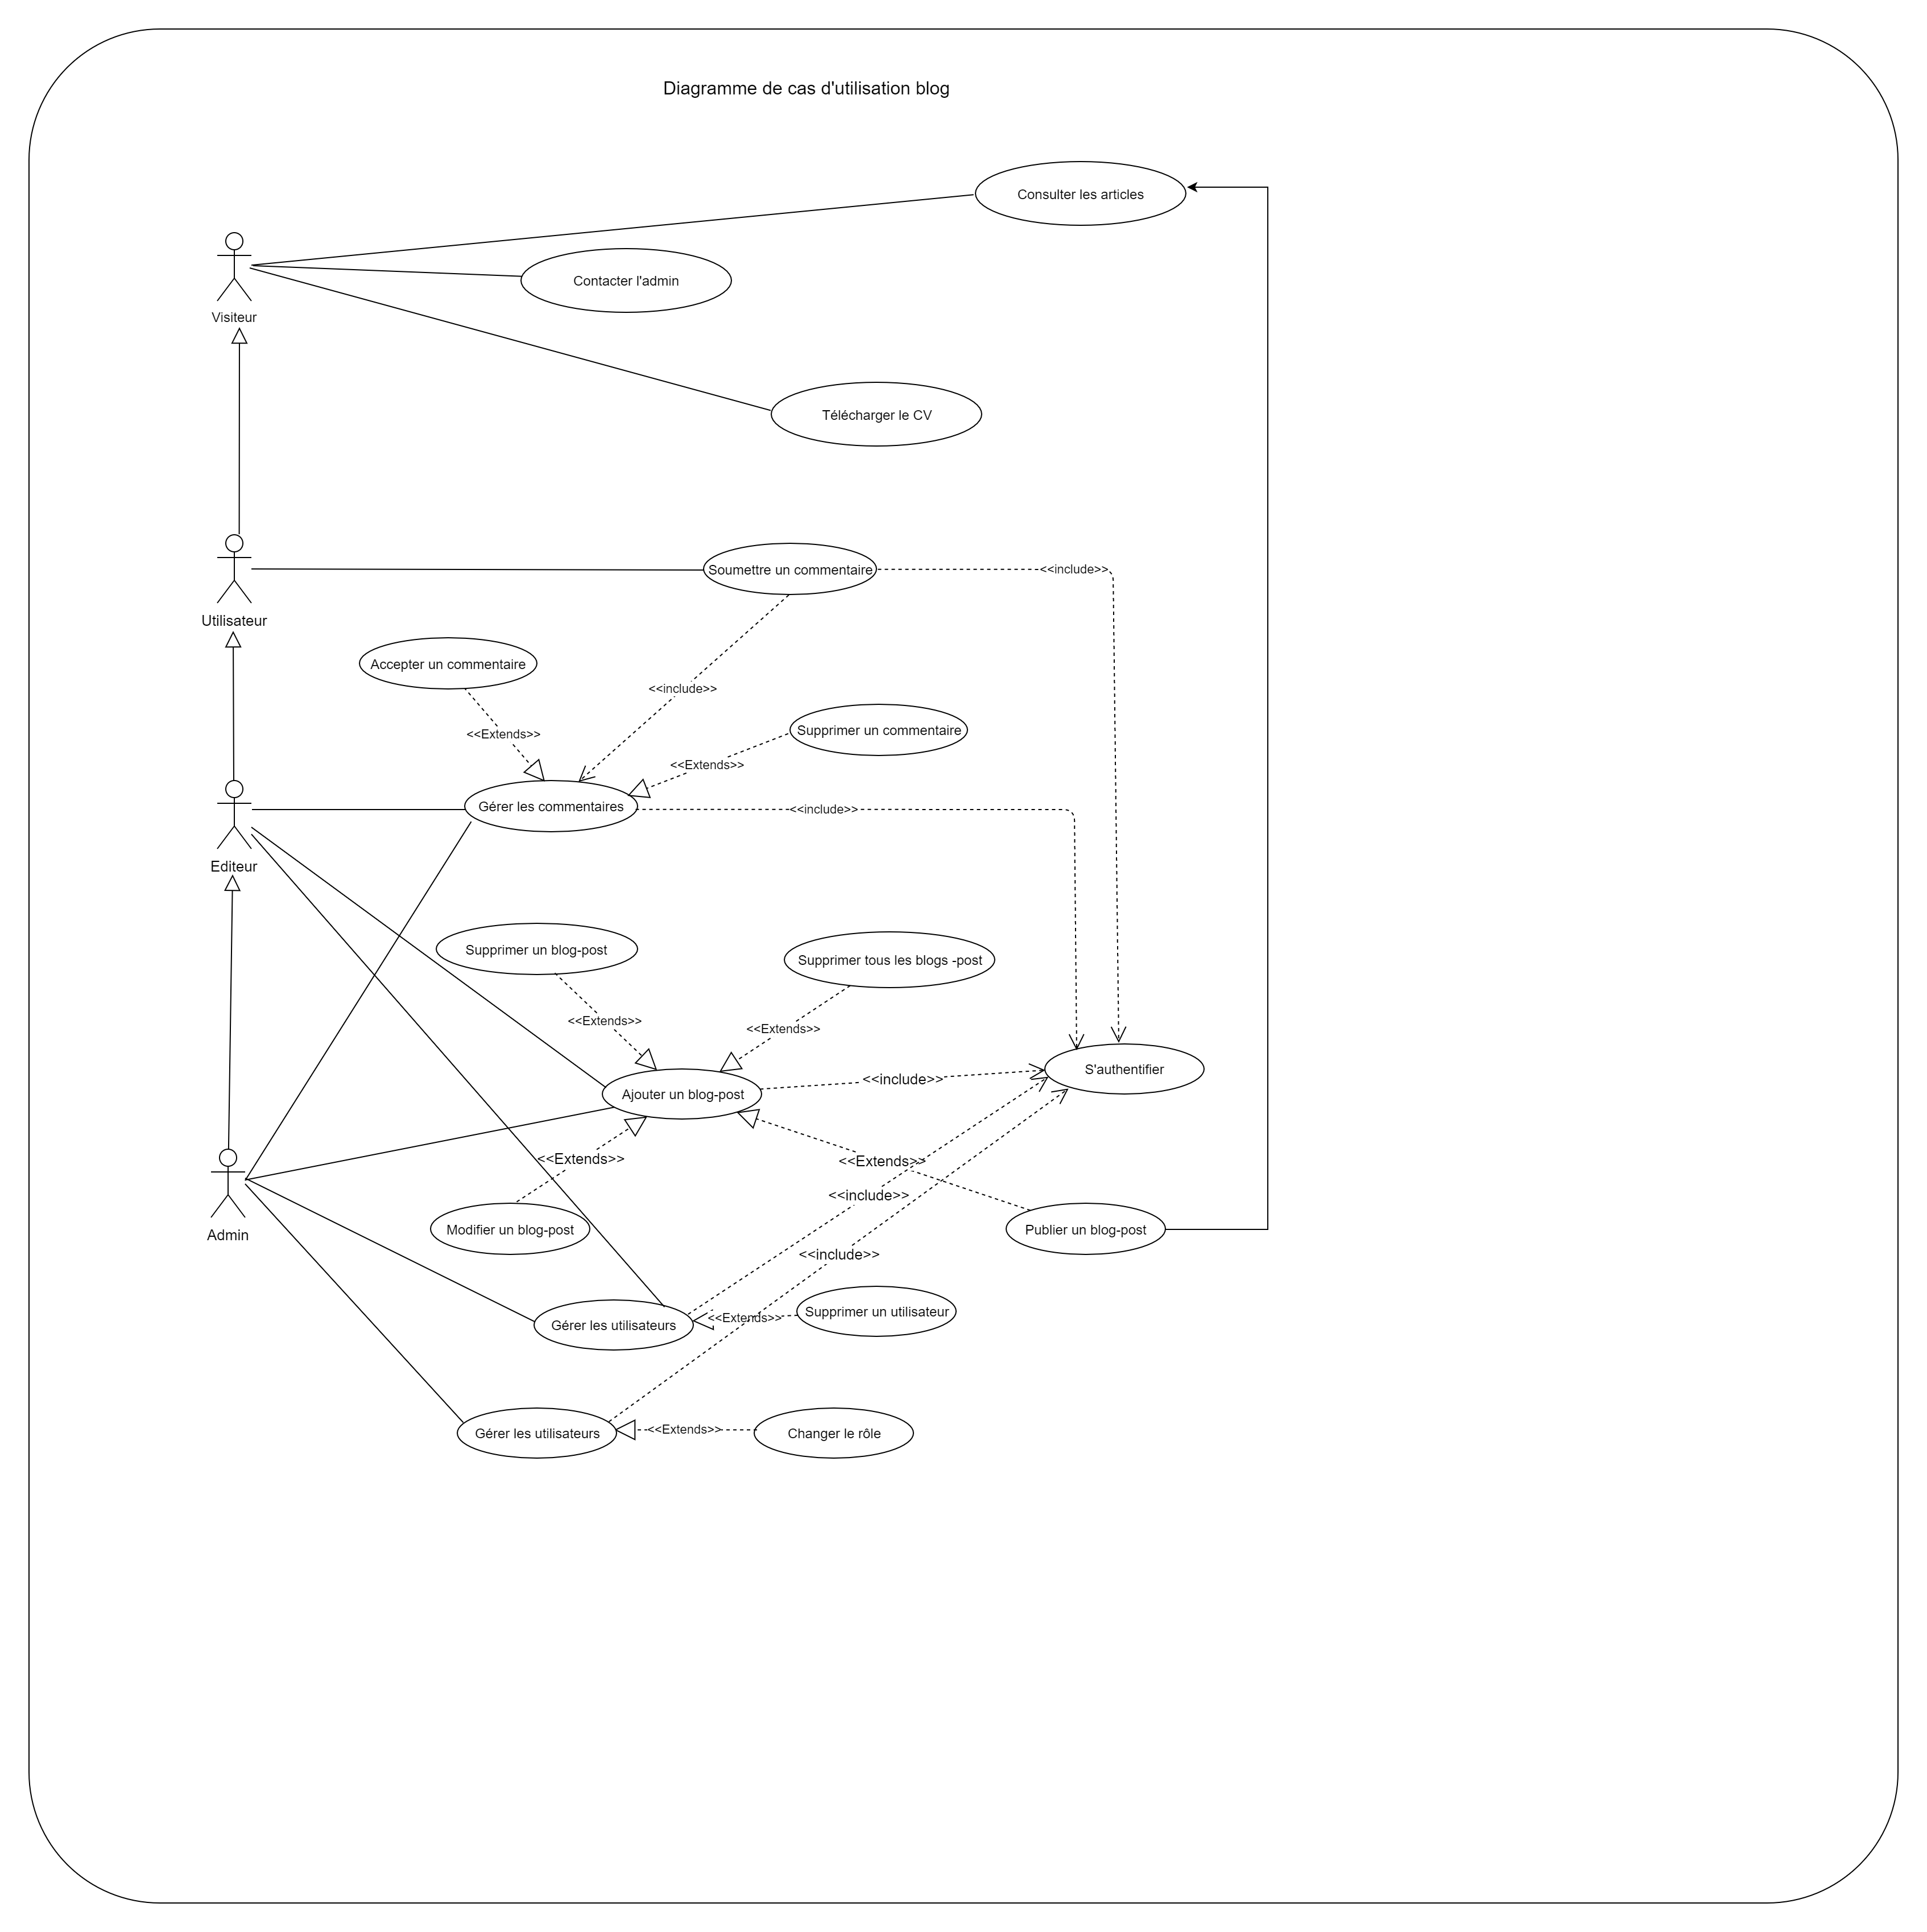 Diagramme de cas d'utilisation blog
Consulter les articles
Contacter l'admin
Visiteur
Télécharger le CV
Soumettre un commentaire
<<include>>
Utilisateur
Accepter un commentaire
<<include>>
<<Extends>>
Supprimer un commentaire
<<Extends>>
Gérer les commentaires
<<include>>
Editeur
Supprimer un blog-post
Supprimer tous les blogs -post
<<Extends>>
<<Extends>>
S'authentifier
<<include>>
Ajouter un blog-post
<<Extends>>
<<Extends>>
<<include>>
Modifier un blog-post
Publier un blog-post
Admin
<<include>>
Supprimer un utilisateur
<<Extends>>
Gérer les utilisateurs
<<Extends>>
Gérer les utilisateurs
Changer le rôle